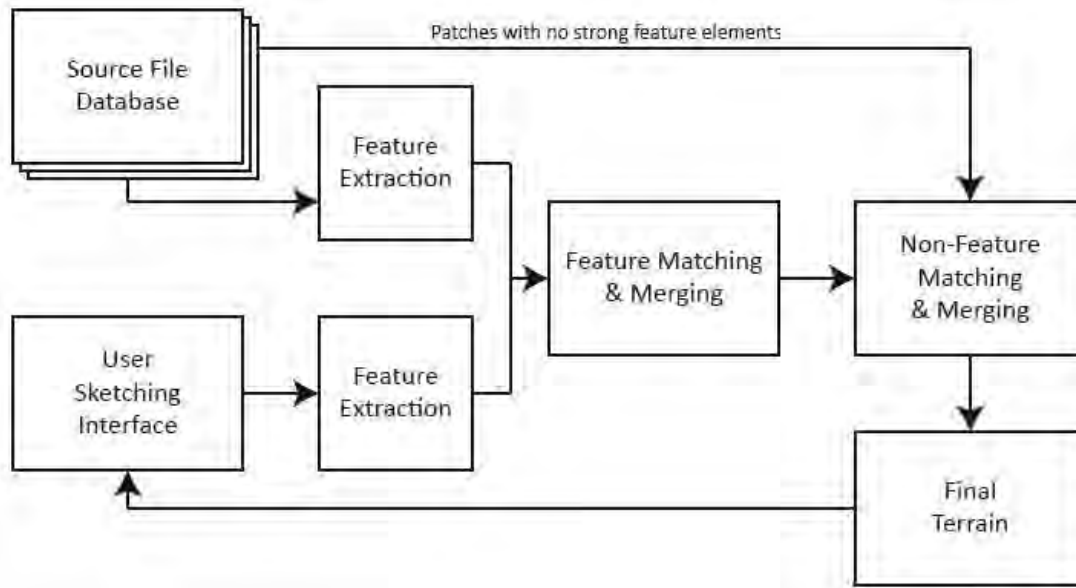 Patches with no strong feature elements
Source File
Database
Feature
Extraction
Feature Matching
& Merging
Non-Feature
Matching
& Merging
User
Sketching
Interface
Feature
Extraction
Final
Terrain